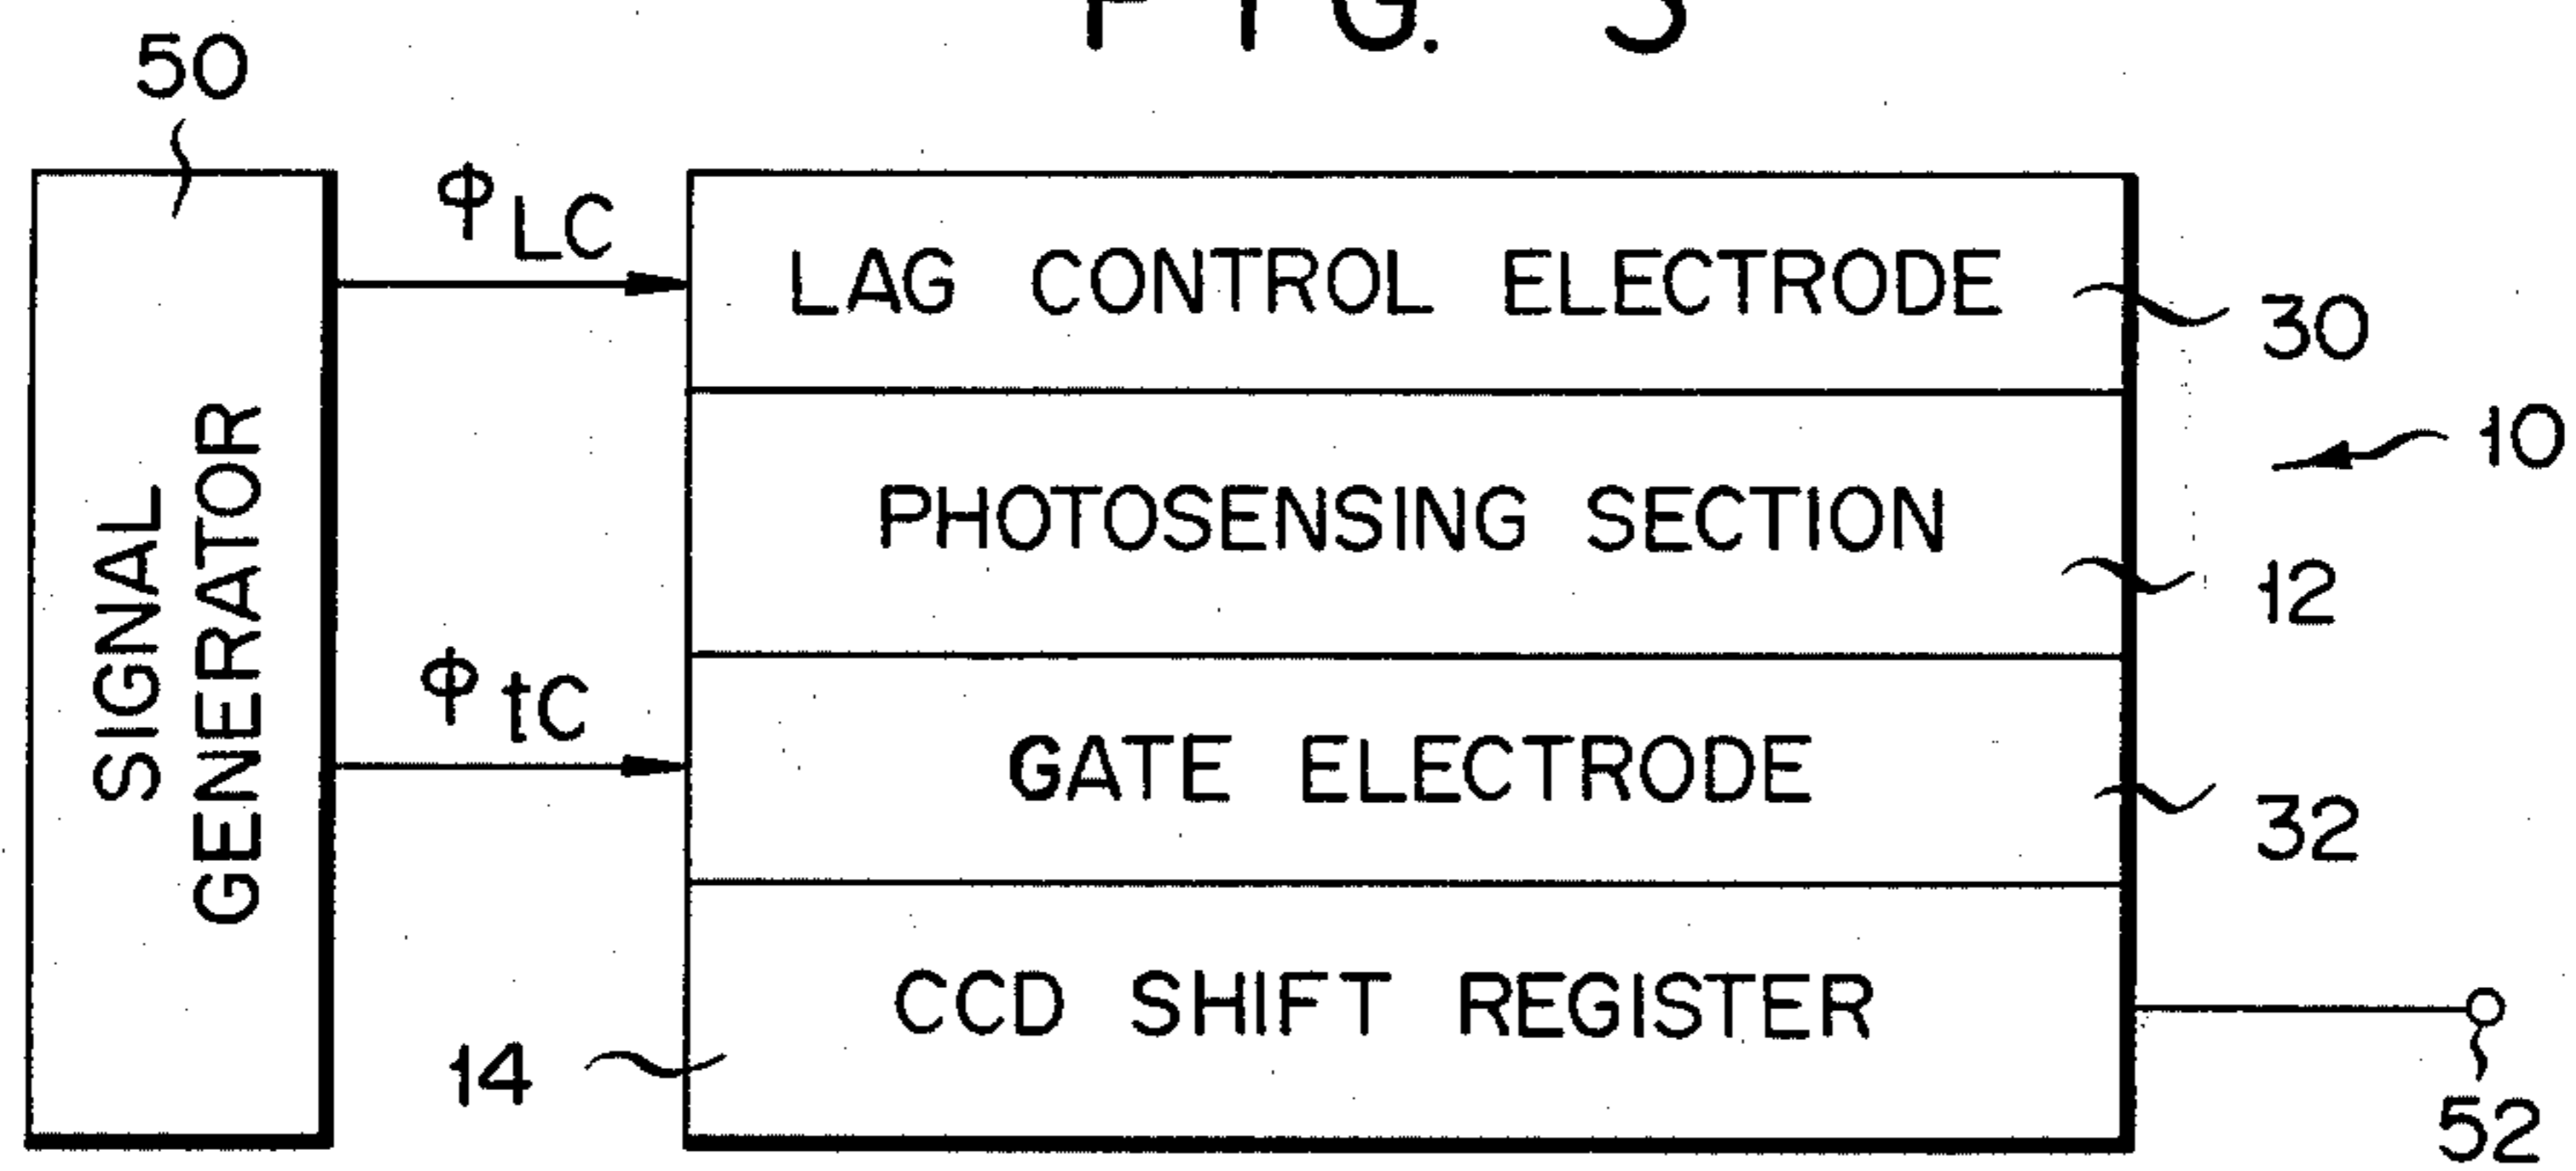 FIG. 3
50
ΦLC
LAG CONTROL ELECTRODE
30
SIGNAL
GENERATOR
PHOTOSENSING SECTION
10
12
ΦtC
GATE ELECTRODE
32
CCD SHIFT REGISTER
14
52